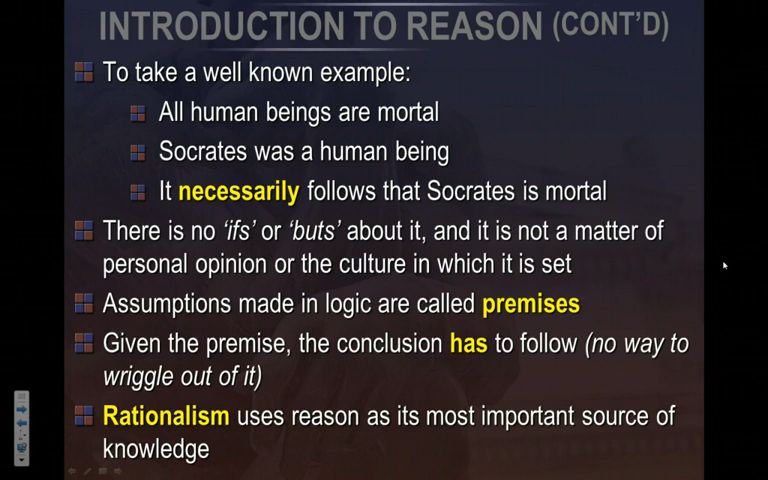 INTRODUCTION TO REASON (CONT'D)
To take a well known example:
All human beings are mortal
Socrates was a human being
It necessarily follows that Socrates is mortal
There is no 'ifs' or 'buts' about it, and it is not a matter of
personal opinion or the culture in which it is set
Assumptions made in logic are called premises
Given the premise, the conclusion has to follow (no way to
wriggle out of it)
Rationalism uses reason as its most important source of
knowledge